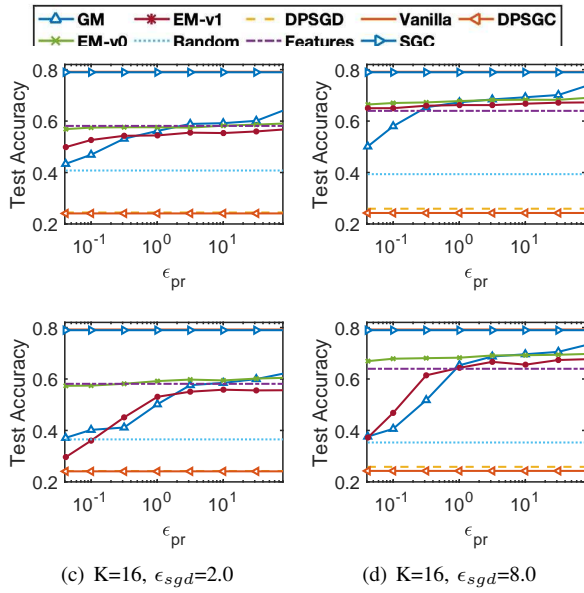 GM EM-v1 DPSGD Vanilla DPSGC
EM-v0 Random Features SGC
0.8
0.6
0.4
0.2
Test Accuracy
10-1 100 101
ϵpr
0.8
0.6
0.4
0.2
Test Accuracy
10-1 100 101
ϵpr
0.8
0.6
0.4
0.2
Test Accuracy
10-1 100 101
ϵpr
0.8
0.6
0.4
0.2
Test Accuracy
10-1 100 101
ϵpr
(c) K=16, ϵsgd=2.0 (d) K=16, ϵsgd=8.0